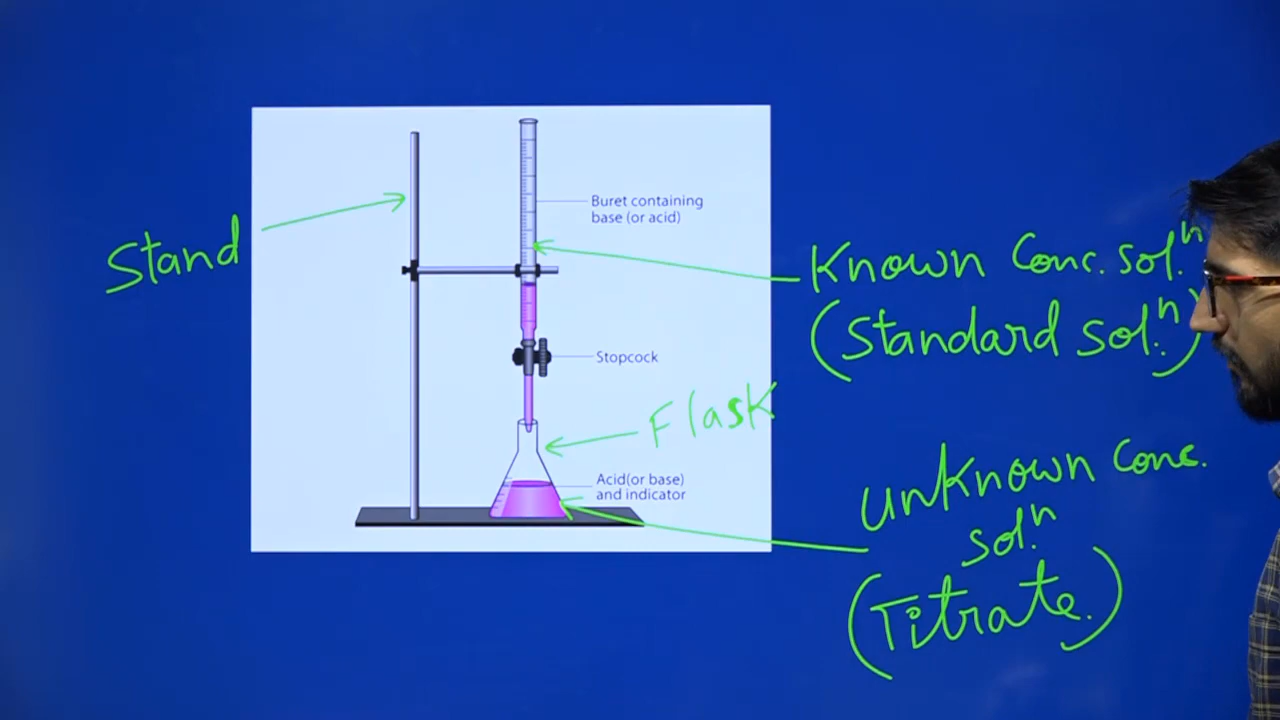 Stand
Buret containing
base (or acid)
Known Conc. solⁿ.
(Standard solⁿ.)
Stopcock
Flask
Acid(or base)
and indicator
unknown Conc.
solⁿ.
(Titrate.)